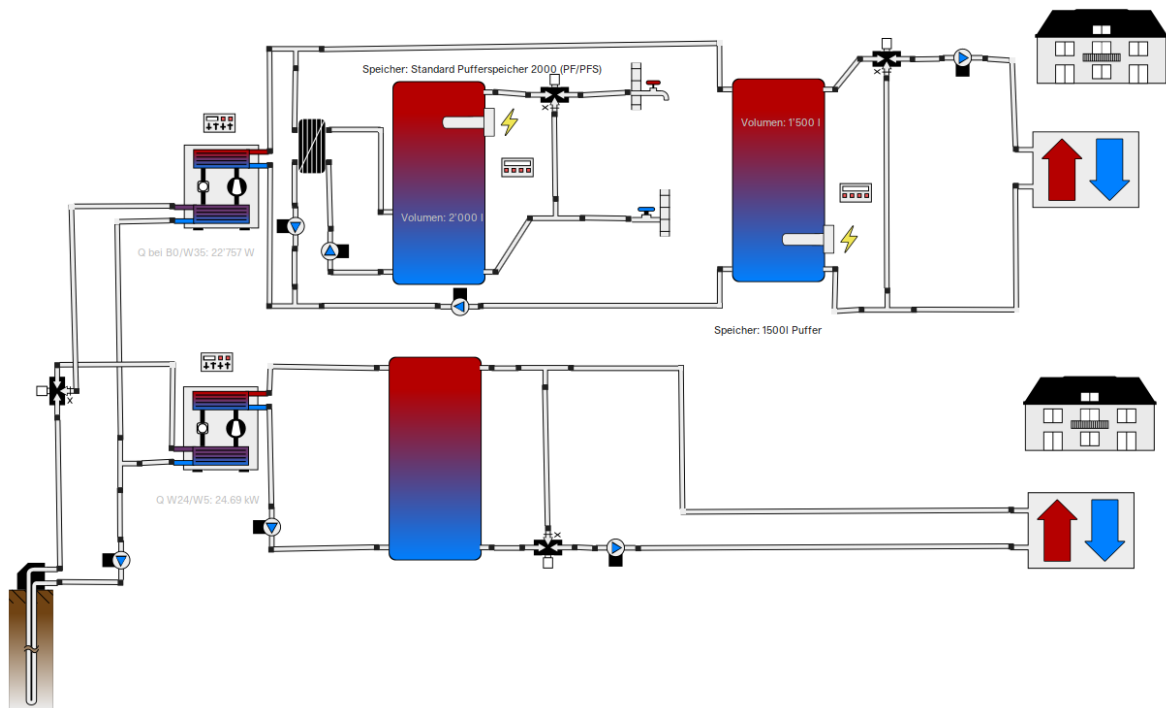 Speicher: Standard Pufferspeicher 2000 (PF/PFS)
Volumen: 1'500 l
Volumen: 2'000 l
Q bei B0/W35: 22'757 W
Speicher: 1500l Puffer
Q W24/W5: 24.69 kW